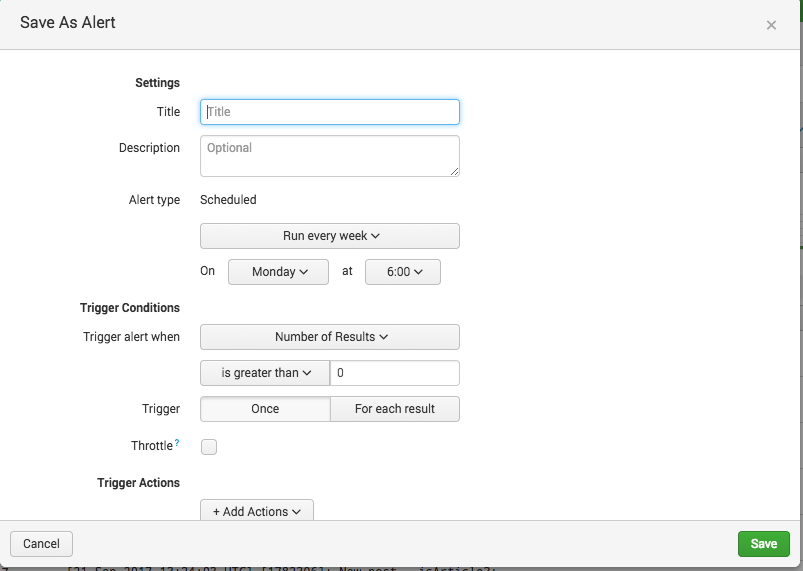 Save As Alert
×
Settings
Title Title
Description Optional
Alert type Scheduled
Run every week
On Monday at 6:00
Trigger Conditions
Trigger alert when Number of Results
is greater than 0
Trigger Once For each result
Throttle ?
Trigger Actions
+ Add Actions
Cancel Save